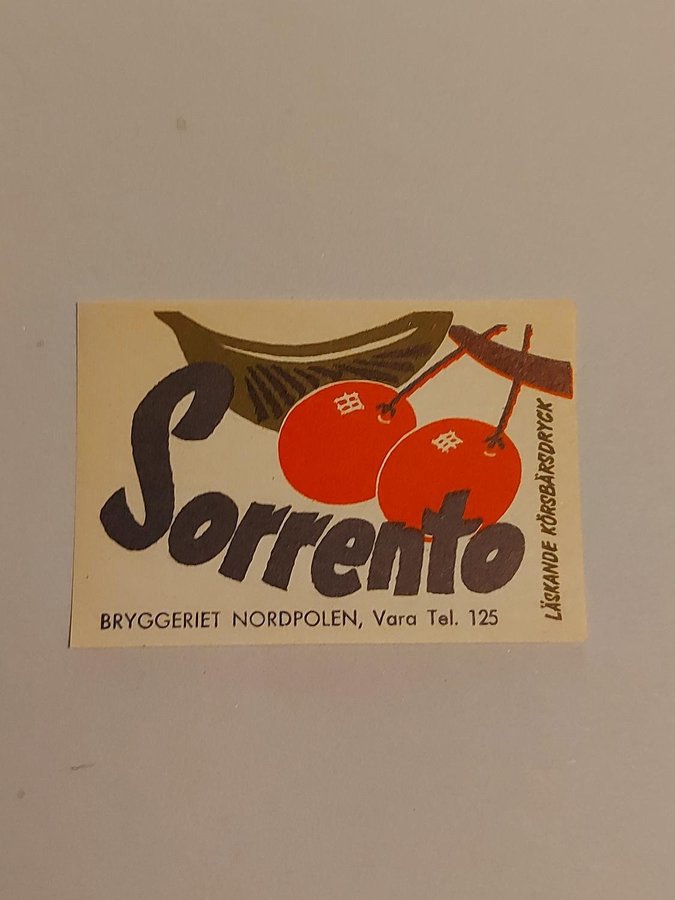 Sorrento
BRYGGERIET NORDPOLEN, Vara Tel. 125
LÄSKANDE KÖRSBÄRSDRYCK